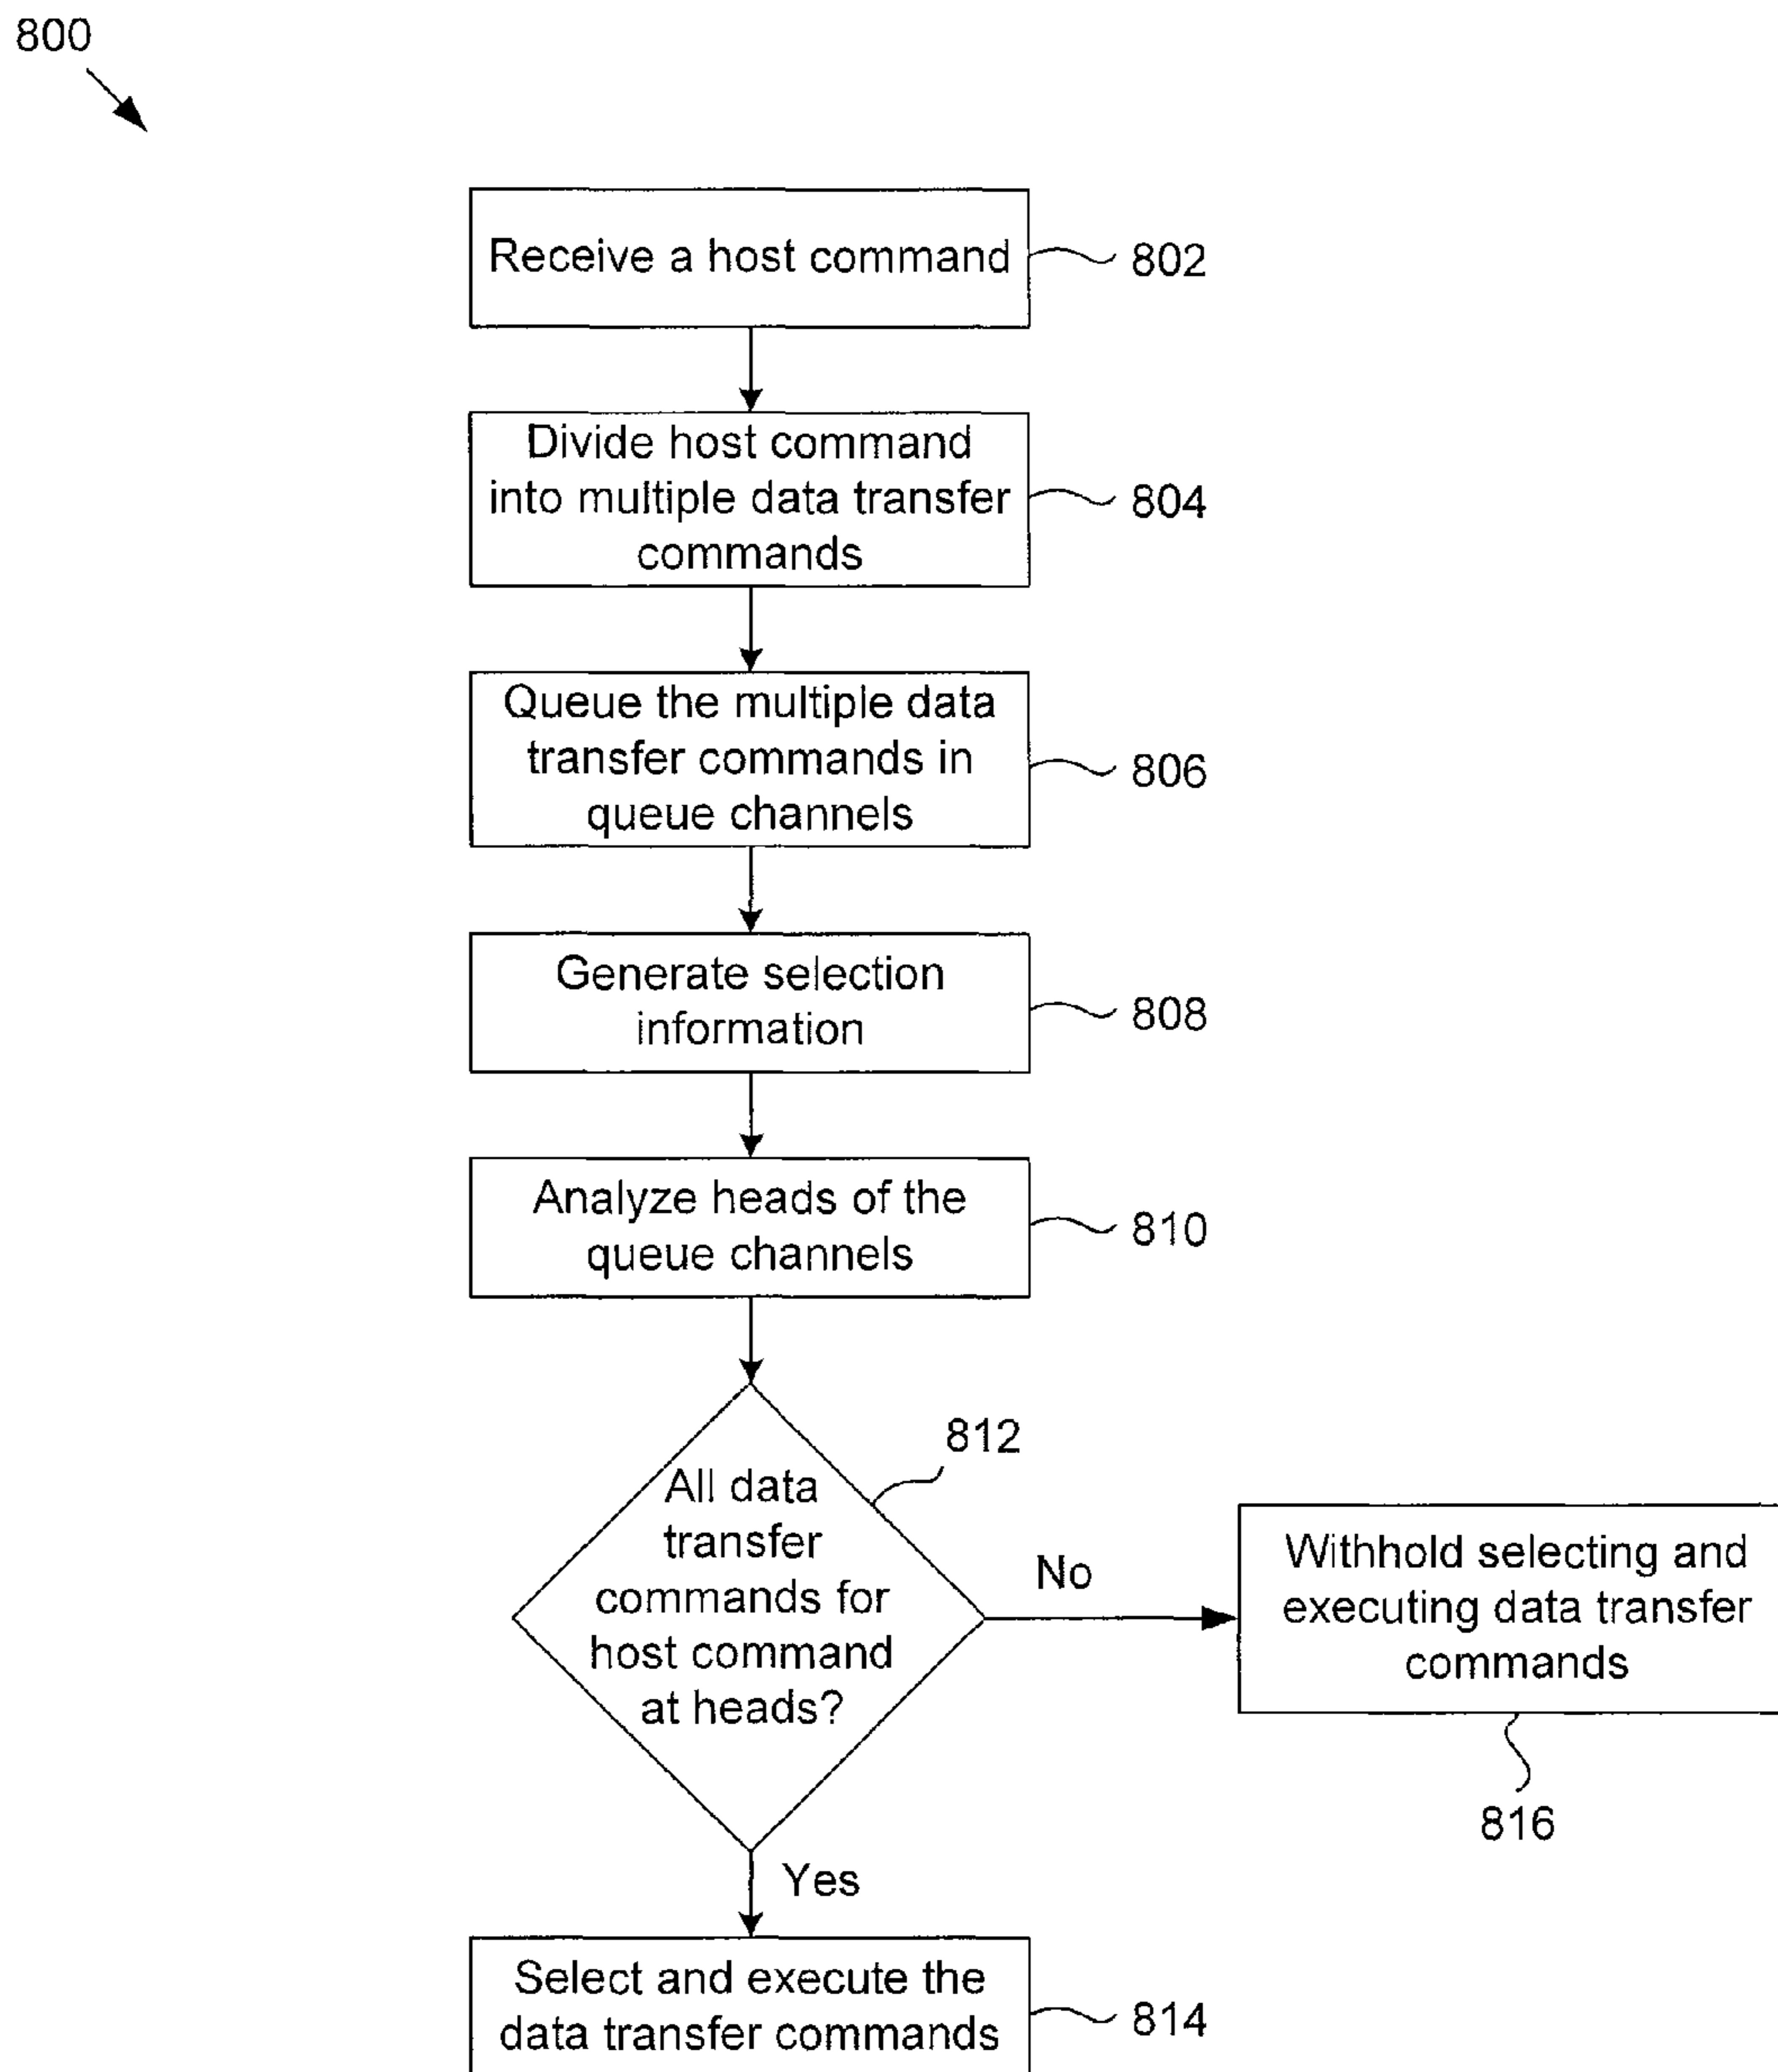 800
Receive a host command
802
Divide host command
into multiple data transfer
commands
804
Queue the multiple data
transfer commands in
queue channels
806
Generate selection
information
808
Analyze heads of the
queue channels
810
812
All data
transfer
commands for
host command
at heads?
No
Withhold selecting and
executing data transfer
commands
816
Yes
Select and execute the
data transfer commands
814